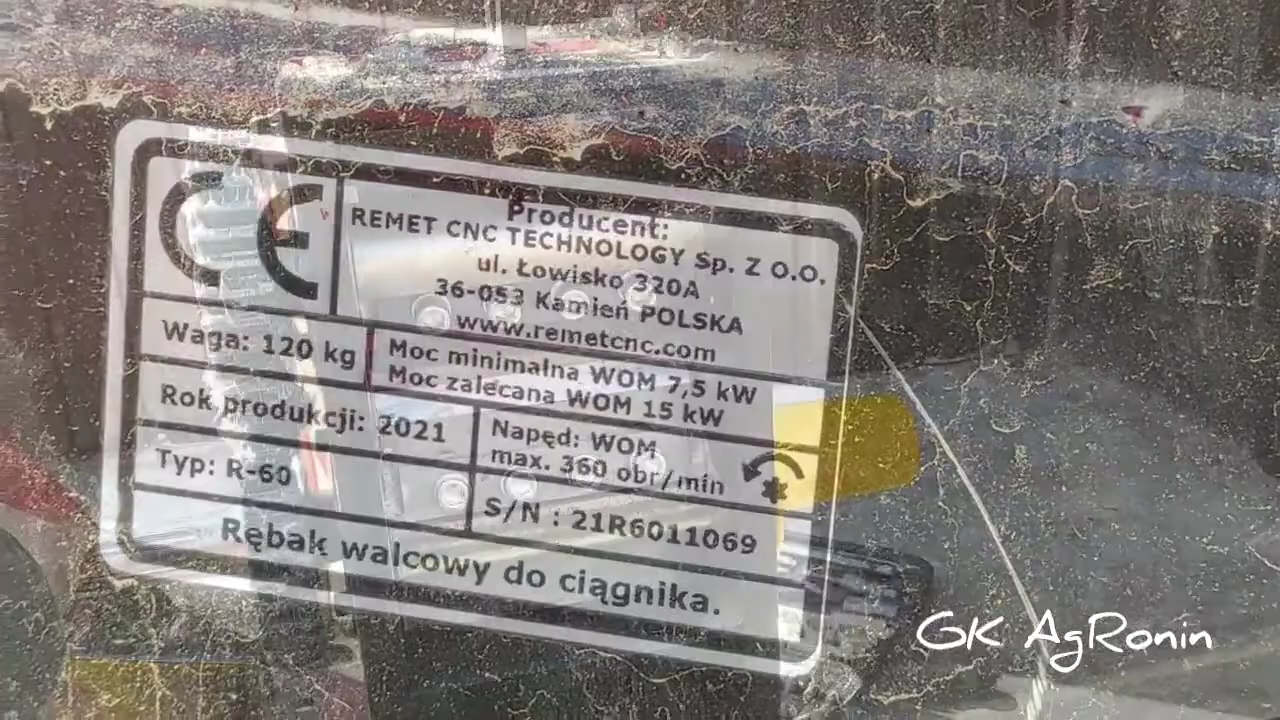 CE
Producent:
REMET CNC TECHNOLOGY Sp. Z O.O.
ul. Łowisko 320A
36-053 Kamień POLSKA
www.remetcnc.com
Waga: 120 kg
Moc minimalna WOM 7,5 kW
Moc zalecana WOM 15 kW
Rok produkcji: 2021
Napęd: WOM
max. 360 obr/min
Typ: R-60
S/N : 21R6011069
Rębak walcowy do ciągnika.
GK AgRonin